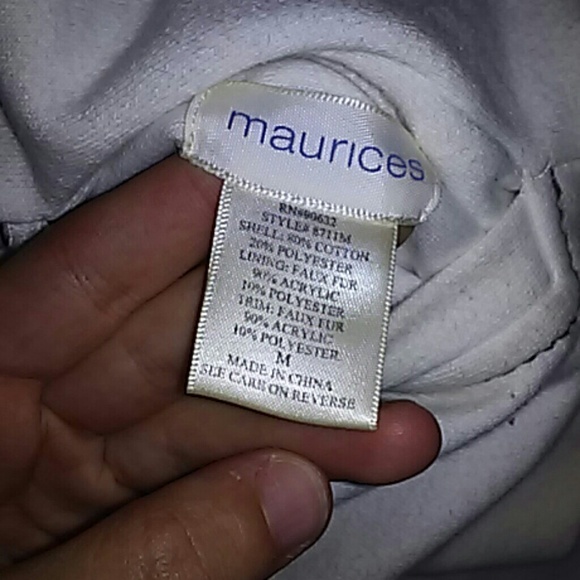 maurices
RN#99632
STYLE# 8711M
SHELL: 80% COTTON
20% POLYESTER
LINING: FAUX FUR
90% ACRYLIC
10% POLYESTER
TRIM: FAUX FUR
90% ACRYLIC
10% POLYESTER
M
MADE IN CHINA
SEE CARE ON REVERSE